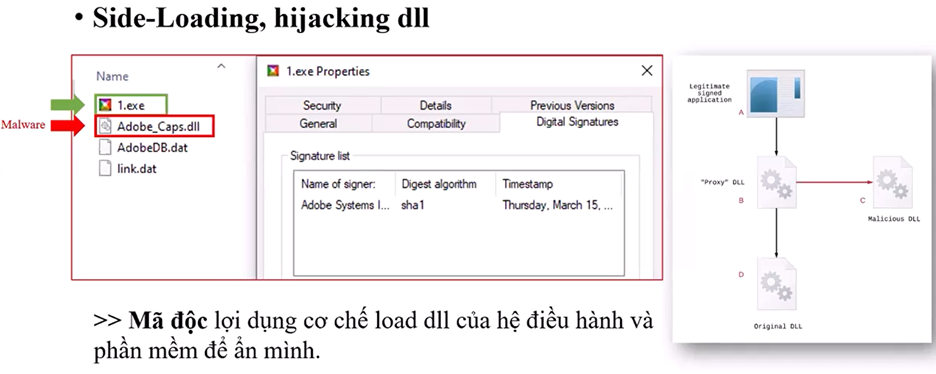 • Side-Loading, hijacking dll
Name
1.exe
Malware
Adobe_Caps.dll
AdobeDB.dat
link.dat
1.exe Properties
Security Details Previous Versions
General Compatibility Digital Signatures
Signature list
Name of signer: Digest algorithm Timestamp
Adobe Systems I... sha1 Thursday, March 15, ...
Legitimate
signed
application
A
"Proxy" DLL
B
C
Malicious DLL
D
Original DLL
>> Mã độc lợi dụng cơ chế load dll của hệ điều hành và
phần mềm để ẩn mình.